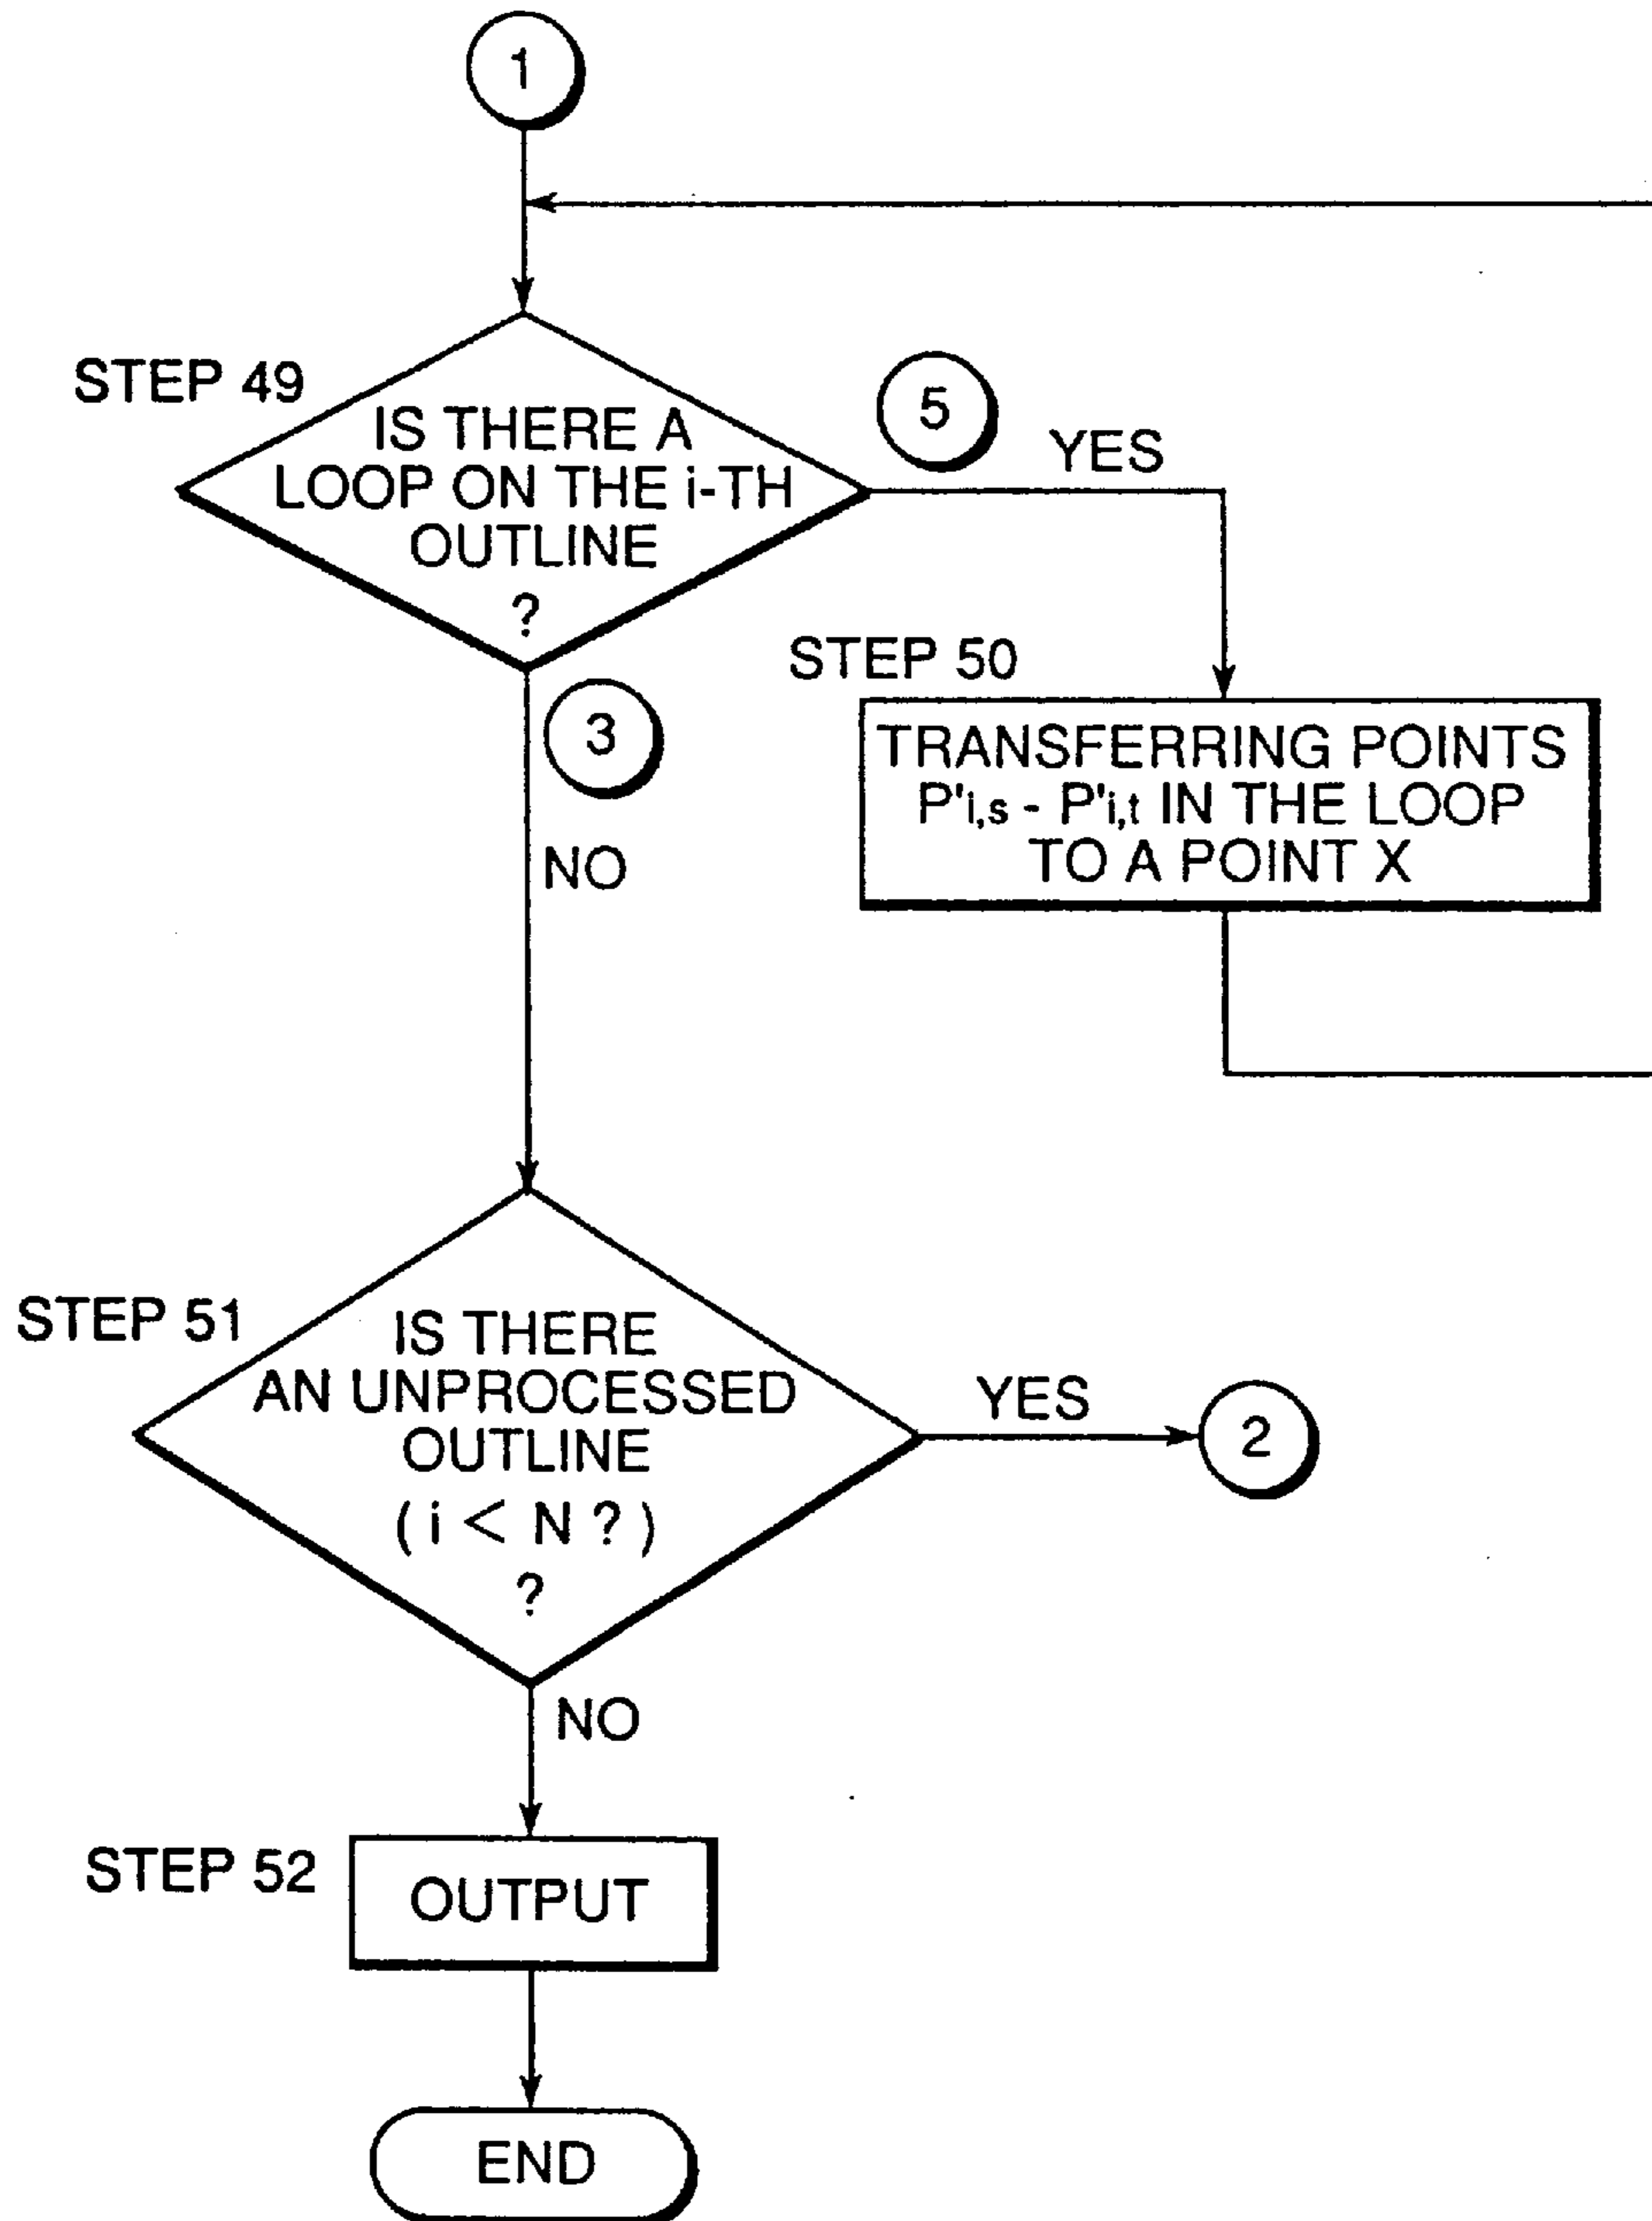 1
STEP 49
IS THERE A
LOOP ON THE i-TH
OUTLINE
?
5
YES
3
NO
STEP 50
TRANSFERRING POINTS
P'i,s - P'i,t IN THE LOOP
TO A POINT X
STEP 51
IS THERE
AN UNPROCESSED
OUTLINE
( i < N ? )
?
YES
2
NO
STEP 52
OUTPUT
END